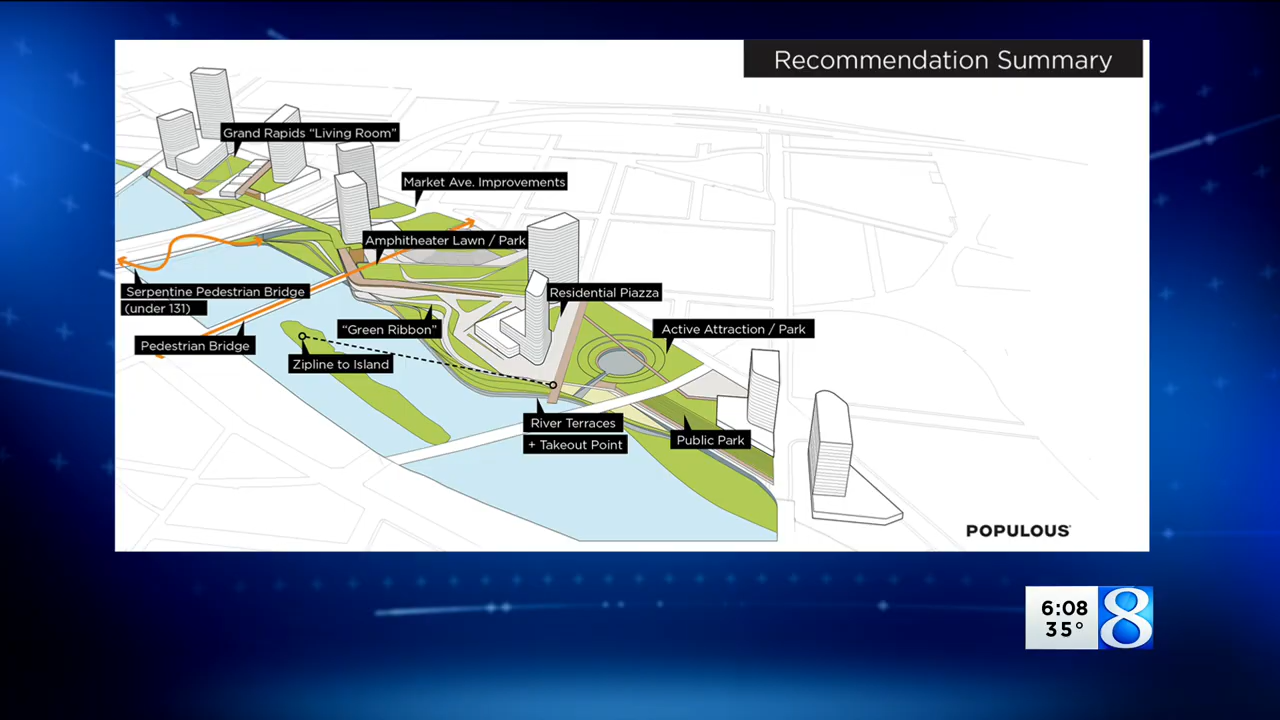 Recommendation Summary
Grand Rapids “Living Room”
Market Ave. Improvements
Amphitheater Lawn / Park
Serpentine Pedestrian Bridge
(under 131)
Residential Piazza
“Green Ribbon”
Active Attraction / Park
Pedestrian Bridge
Zipline to Island
River Terraces
+ Takeout Point
Public Park
POPULOUS
6:08
35°
8